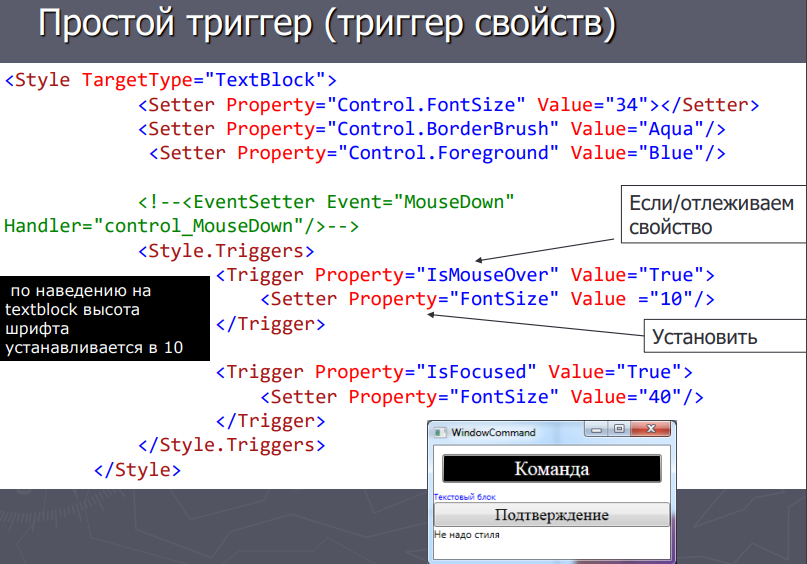 Простой триггер (триггер свойств)
<Style TargetType="TextBlock">
<Setter Property="Control.FontSize" Value="34"></Setter>
<Setter Property="Control.BorderBrush" Value="Aqua"/>
<Setter Property="Control.Foreground" Value="Blue"/>
<!--<EventSetter Event="MouseDown"
Handler="control_MouseDown"/>-->
<Style.Triggers>
<Trigger Property="IsMouseOver" Value="True">
<Setter Property="FontSize" Value ="10"/>
</Trigger>
<Trigger Property="IsFocused" Value="True">
<Setter Property="FontSize" Value="40"/>
</Trigger>
</Style.Triggers>
</Style>
Если/отлеживаем
свойство
Установить
по наведению на
textblock высота
шрифта
устанавливается в 10
WindowCommand
Команда
Текстовый блок
Подтверждение
Не надо стиля